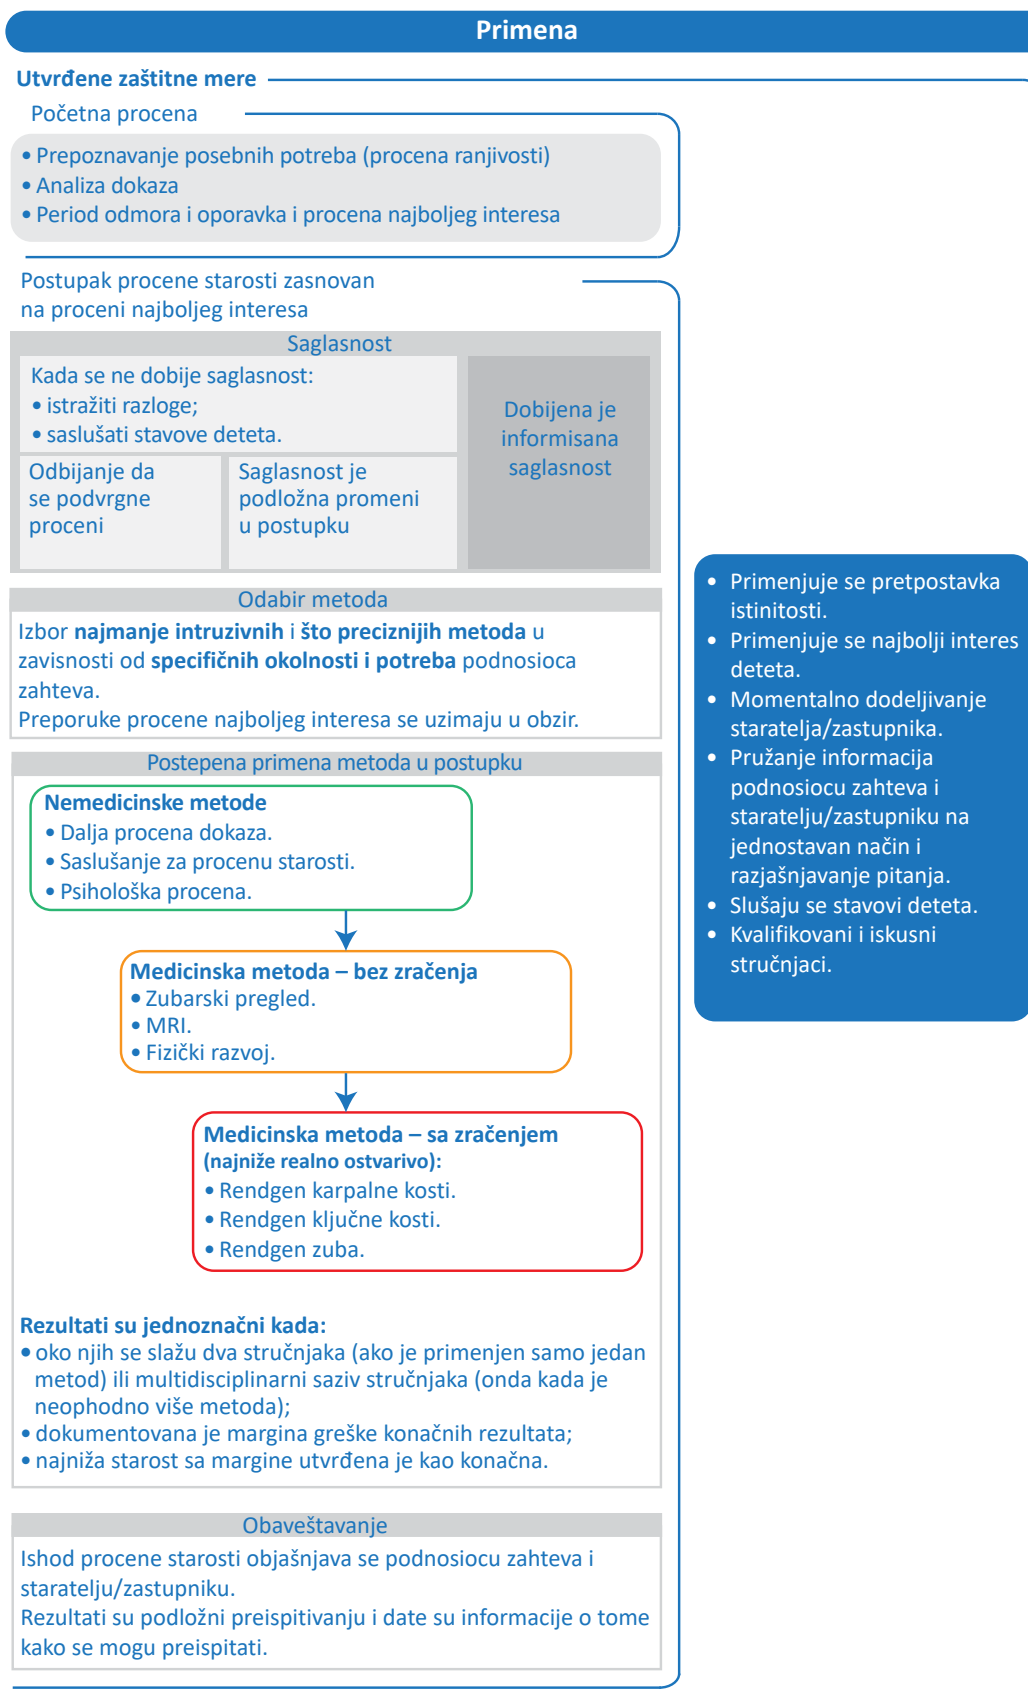 Primena
Utvrđene zaštitne mere
Početna procena
• Prepoznavanje posebnih potreba (procena ranjivosti)
• Analiza dokaza
• Period odmora i oporavka i procena najboljeg interesa
Postupak procene starosti zasnovan
na proceni najboljeg interesa
Saglasnost
Kada se ne dobije saglasnost:
• istražiti razloge;
• saslušati stavove deteta.
Odbijanje da
se podvrgne
proceni
Saglasnost je
podložna promeni
u postupku
Dobijena je
informisana
saglasnost
Odabir metoda
Izbor najmanje intruzivnih i što preciznijih metoda u
zavisnosti od specifičnih okolnosti i potreba podnosioca
zahteva.
Preporuke procene najboljeg interesa se uzimaju u obzir.
Postepena primena metoda u postupku
Nemedicinske metode
• Dalja procena dokaza.
• Saslušanje za procenu starosti.
• Psihološka procena.
Medicinska metoda – bez zračenja
• Zubarski pregled.
• MRI.
• Fizički razvoj.
Medicinska metoda – sa zračenjem
(najniže realno ostvarivo):
• Rendgen karpalne kosti.
• Rendgen ključne kosti.
• Rendgen zuba.
Rezultati su jednoznačni kada:
• oko njih se slažu dva stručnjaka (ako je primenjen samo jedan
metod) ili multidisciplinarni saziv stručnjaka (onda kada je
neophodno više metoda);
• dokumentovana je margina greške konačnih rezultata;
• najniža starost sa margine utvrđena je kao konačna.
Obaveštavanje
Ishod procene starosti objašnjava se podnosiocu zahteva i
staratelju/zastupniku.
Rezultati su podložni preispitivanju i date su informacije o tome
kako se mogu preispitati.
• Primenjuje se pretpostavka
istinitosti.
• Primenjuje se najbolji interes
deteta.
• Momentalno dodeljivanje
staratelja/zastupnika.
• Pružanje informacija
podnosiocu zahteva i
staratelju/zastupniku na
jednostavan način i
razjašnjavanje pitanja.
• Slušaju se stavovi deteta.
• Kvalifikovani i iskusni
stručnjaci.